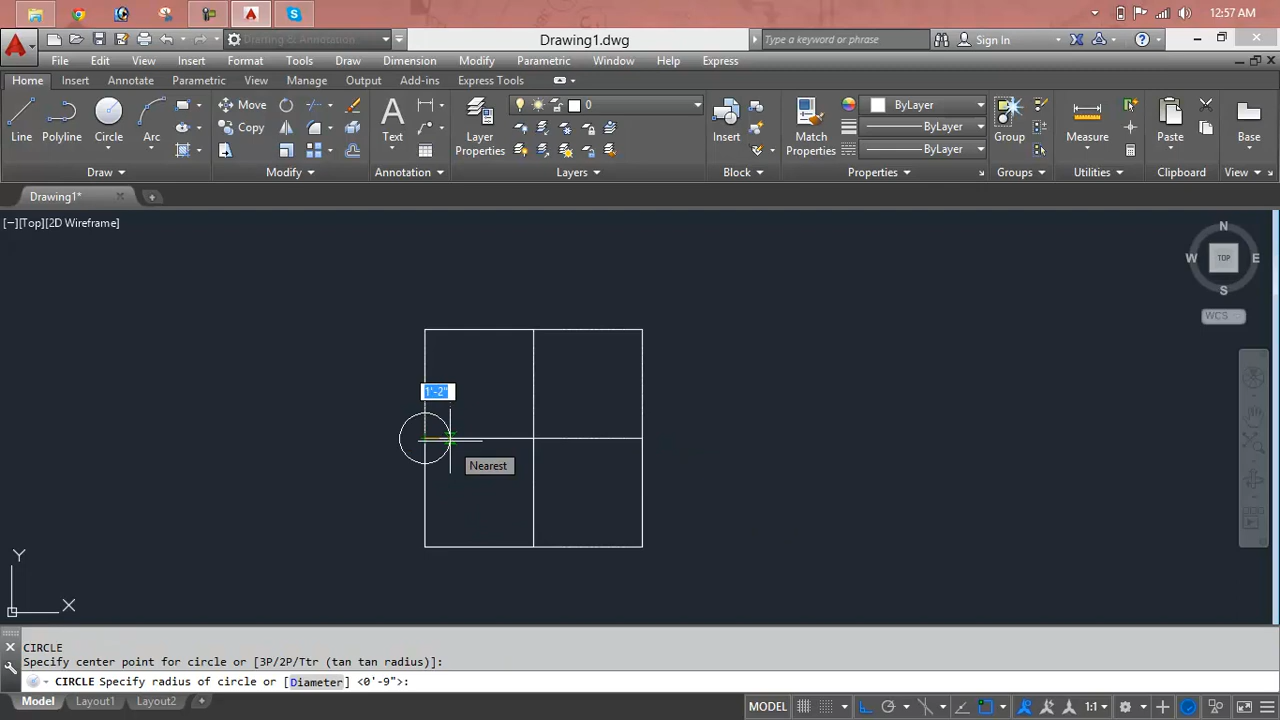 12:57 AM
Drafting & Annotation
Drawing1.dwg
Type a keyword or phrase
Sign In
File Edit View Insert Format Tools Draw Dimension Modify Parametric Window Help Express
Home Insert Annotate Parametric View Manage Output Add-ins Express Tools
Move
0
ByLayer
Copy
ByLayer
Line Polyline Circle Arc Text Layer Properties Insert Match Properties ByLayer Group Measure Paste Base
Draw Modify Annotation Layers Block Properties Groups Utilities Clipboard View
Drawing1*
[−][Top][2D Wireframe]
N
W TOP E
S
WCS
1'-2"
Nearest
Y
X
CIRCLE
Specify center point for circle or [3P/2P/Ttr (tan tan radius)]:
CIRCLE Specify radius of circle or [Diameter] <0'-9">:
Model Layout1 Layout2 MODEL 1:1